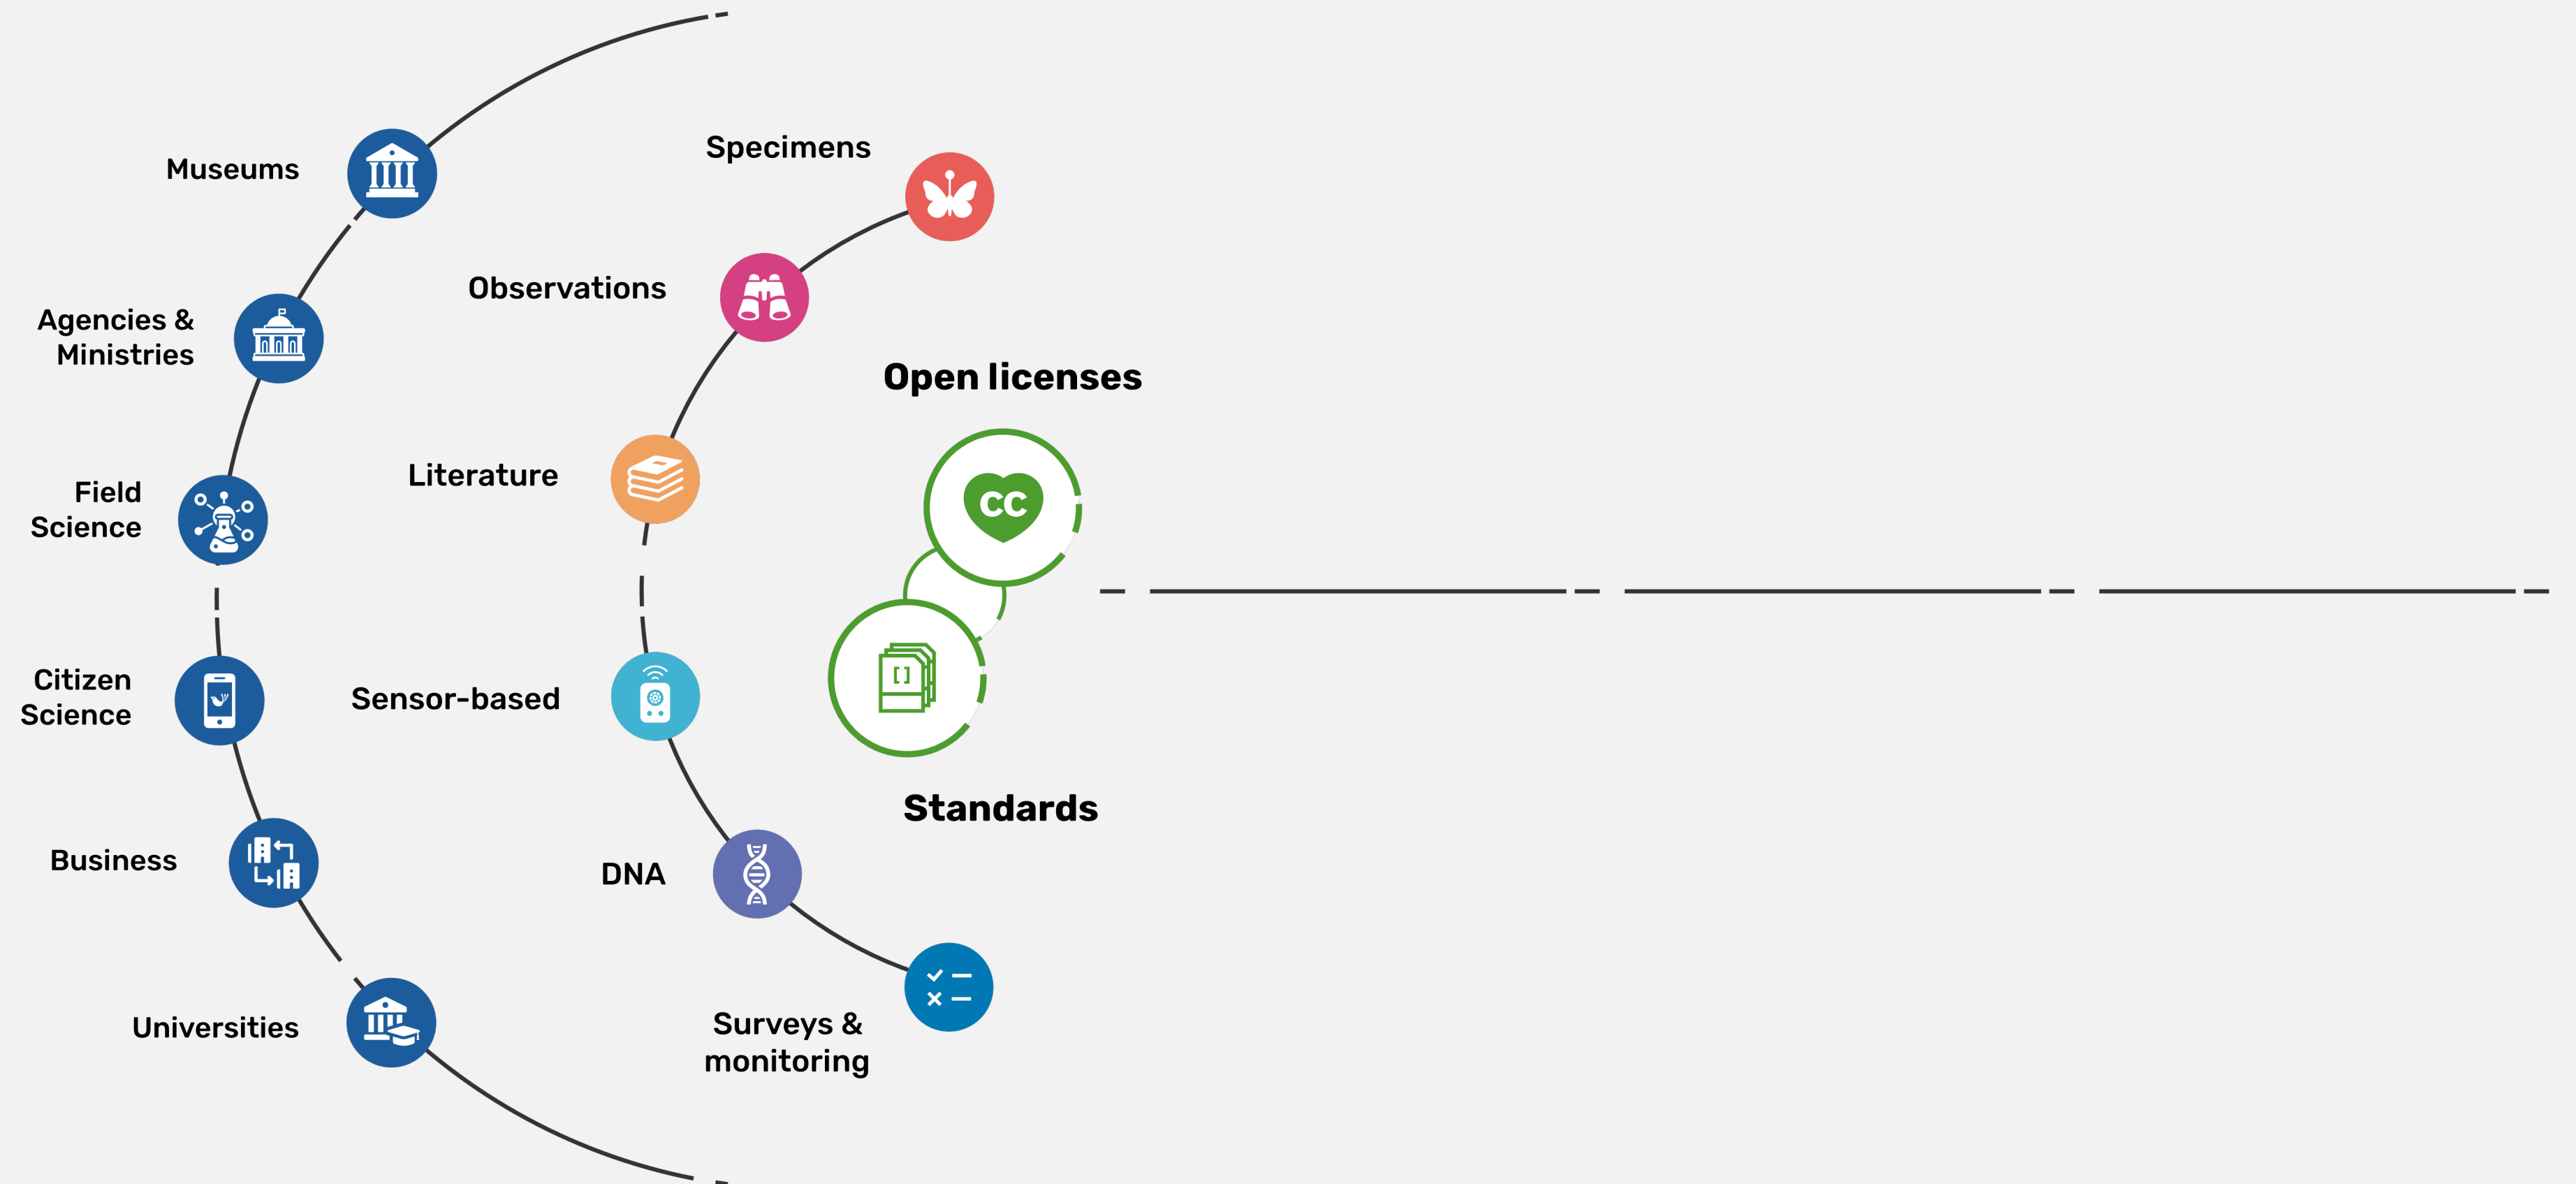 Museums
Agencies &
Ministries
Field
Science
Citizen
Science
Business
Universities
Specimens
Observations
Literature
Sensor-based
DNA
Surveys &
monitoring
Open licenses
CC
[ ]
Standards